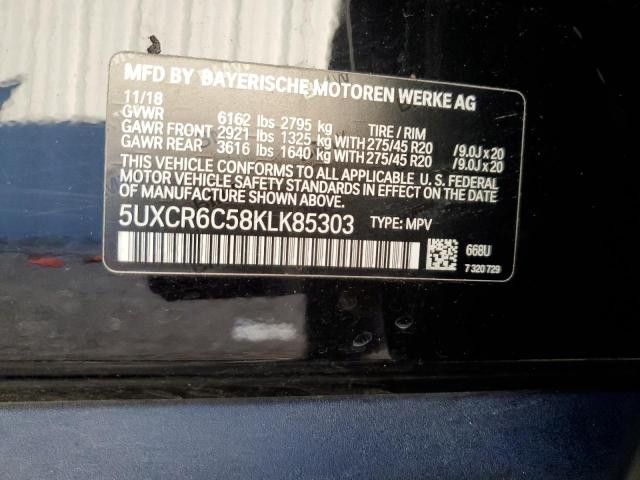 MFD BY BAYERISCHE MOTOREN WERKE AG
11/18
GVWR 6162 lbs 2795 kg TIRE / RIM
GAWR FRONT 2921 lbs 1325 kg WITH 275/45 R20 /9.0J x 20
GAWR REAR 3616 lbs 1640 kg WITH 275/45 R20 /9.0J x 20
THIS VEHICLE CONFORMS TO ALL APPLICABLE U.S. FEDERAL
MOTOR VEHICLE SAFETY STANDARDS IN EFFECT ON THE DATE OF
MANUFACTURE SHOWN ABOVE.
5UXCR6C58KLK85303 TYPE: MPV
668U
7 320 729